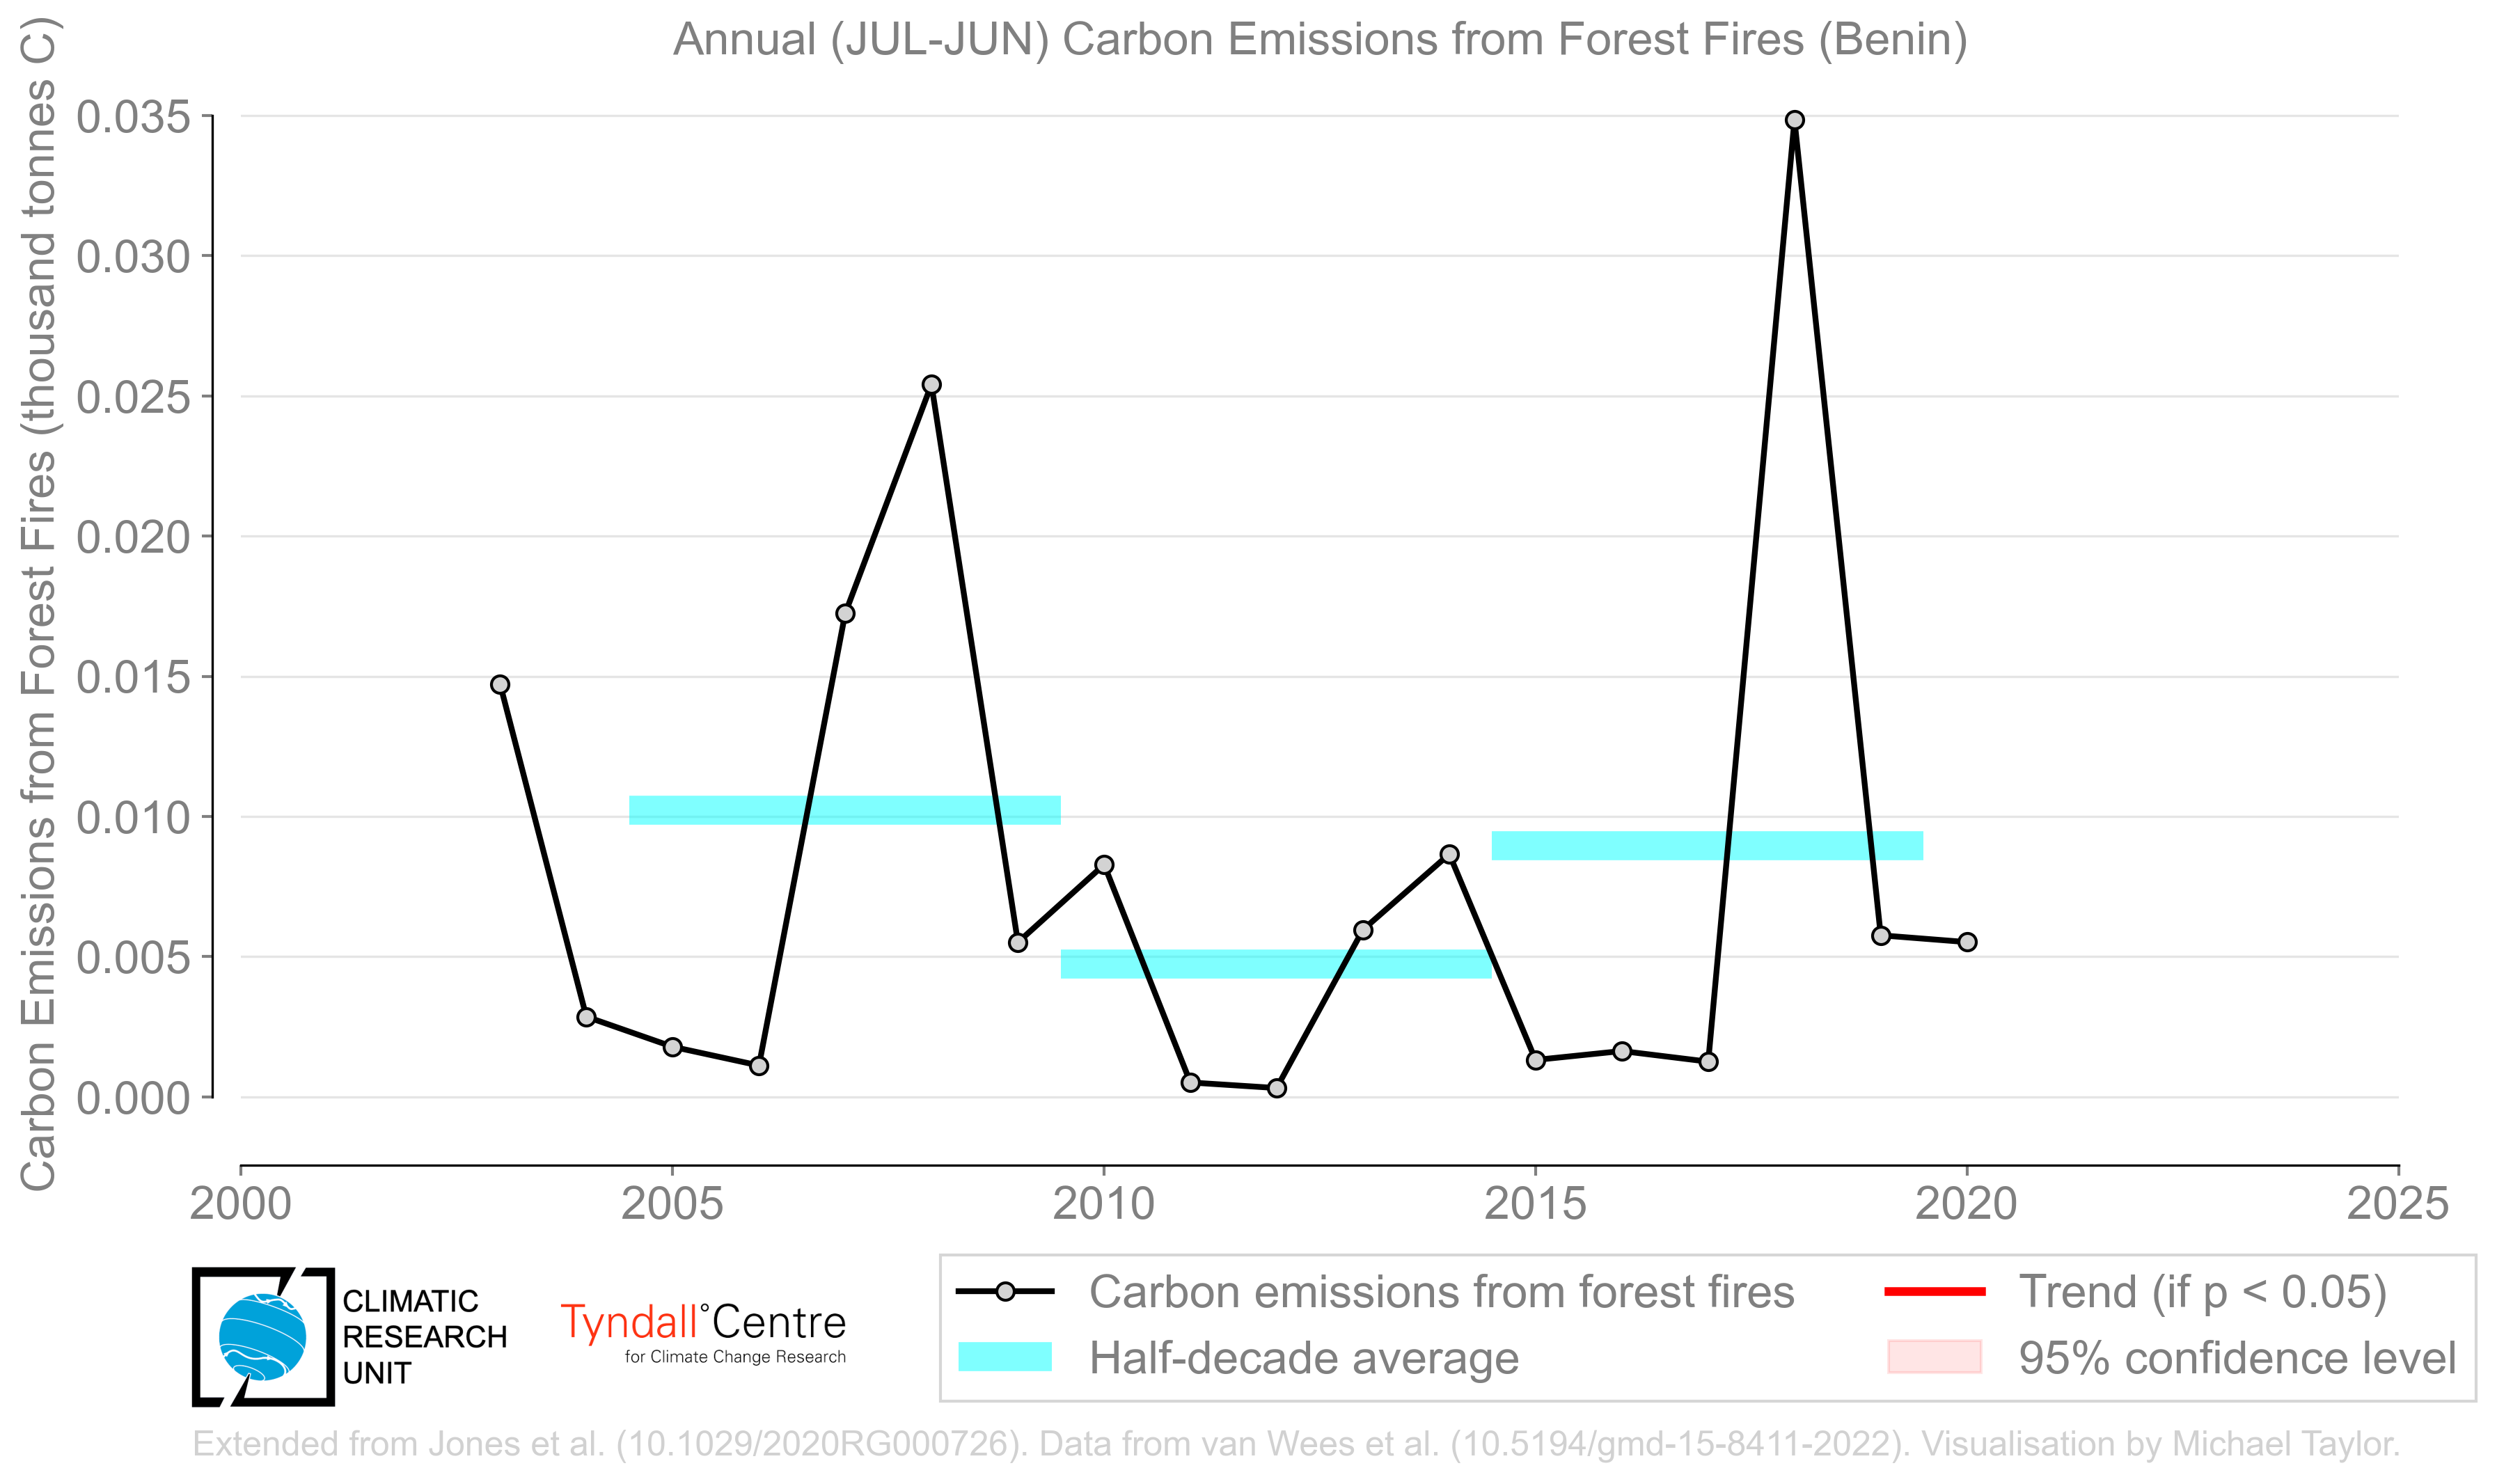 Annual (JUL-JUN) Carbon Emissions from Forest Fires (Benin)
Carbon Emissions from Forest Fires (thousand tonnes C)
0.035
0.030
0.025
0.020
0.015
0.010
0.005
0.000
2000
2005
2010
2015
2020
2025
CLIMATIC
RESEARCH
UNIT
Tyndall°Centre
for Climate Change Research
Carbon emissions from forest fires
Half-decade average
Trend (if p < 0.05)
95% confidence level
Extended from Jones et al. (10.1029/2020RG000726). Data from van Wees et al. (10.5194/gmd-15-8411-2022). Visualisation by Michael Taylor.